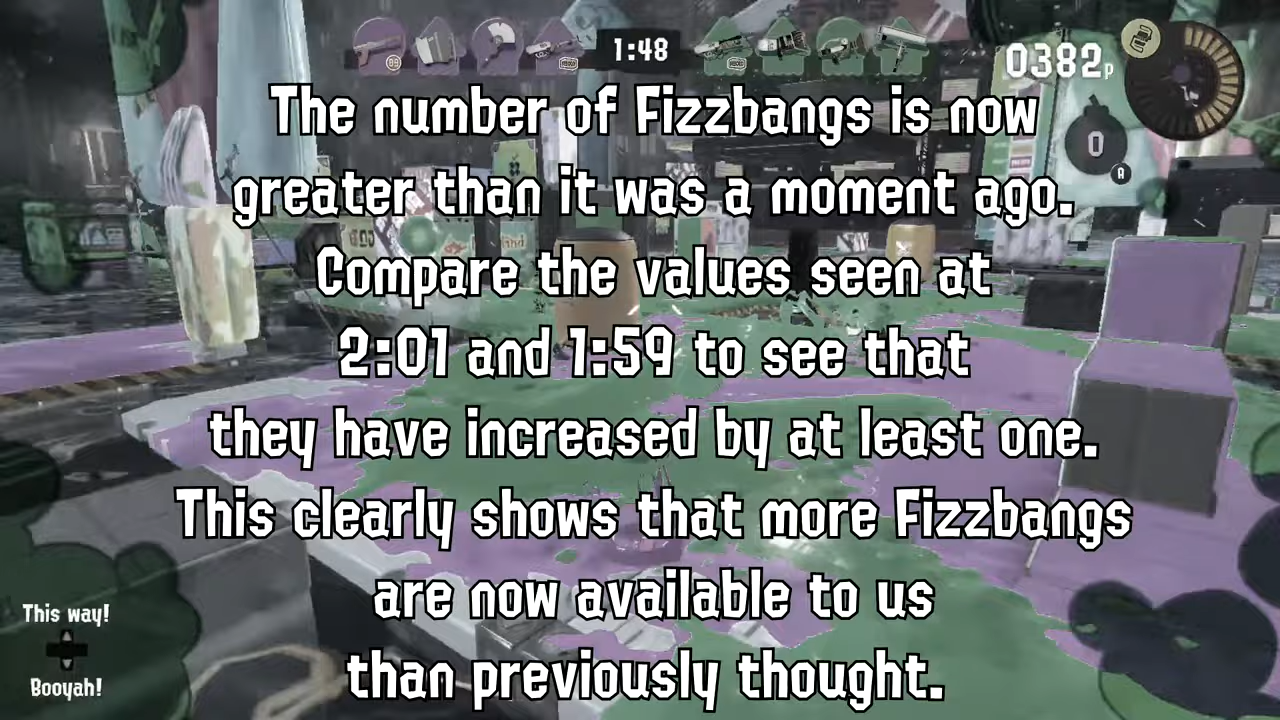 1:48
0382p
0
A
The number of Fizzbangs is now
greater than it was a moment ago.
Compare the values seen at
2:01 and 1:59 to see that
they have increased by at least one.
This clearly shows that more Fizzbangs
are now available to us
than previously thought.
This way!
Booyah!